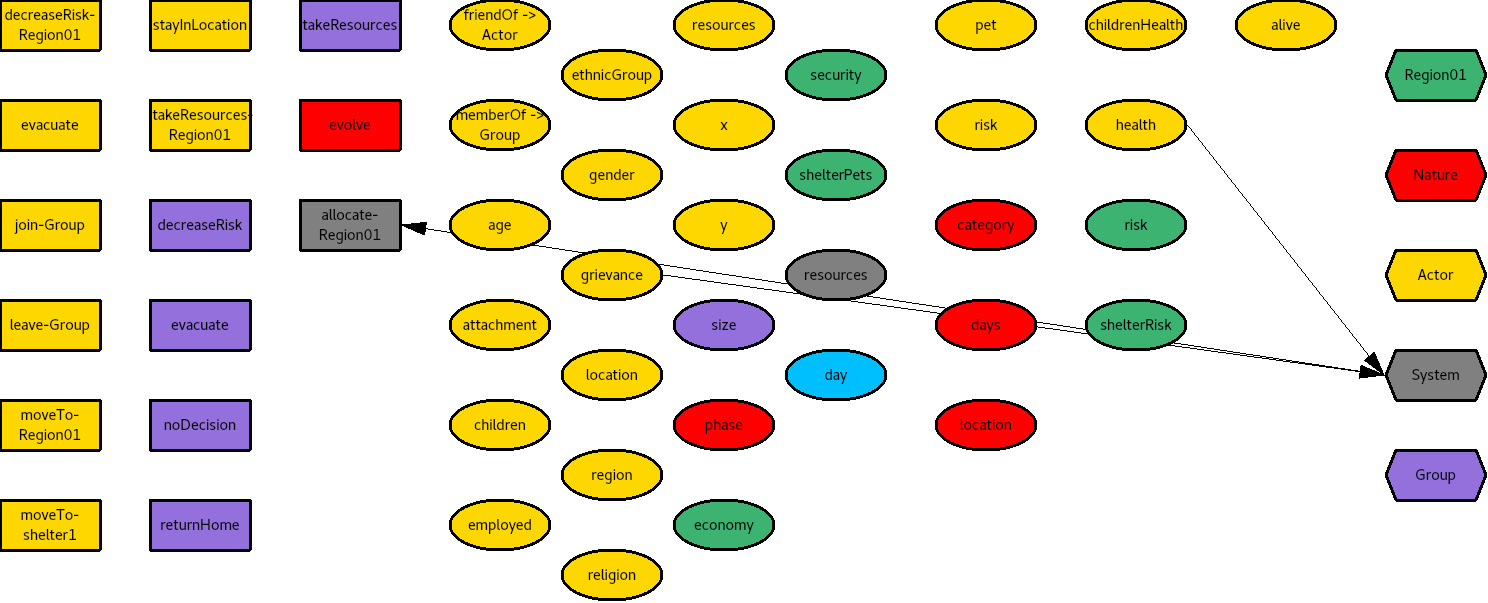 decreaseRisk-
Region01
stayInLocation
takeResources
friendOf ->
Actor
resources
pet
childrenHealth
alive
ethnicGroup
security
Region01
evacuate
takeResources-
Region01
evolve
memberOf ->
Group
x
risk
health
gender
shelterPets
Nature
join-Group
decreaseRisk
allocate-
Region01
age
y
category
risk
grievance
resources
Actor
leave-Group
evacuate
attachment
size
days
shelterRisk
location
day
System
moveTo-
Region01
noDecision
children
phase
location
region
Group
moveTo-
shelter1
returnHome
employed
economy
religion